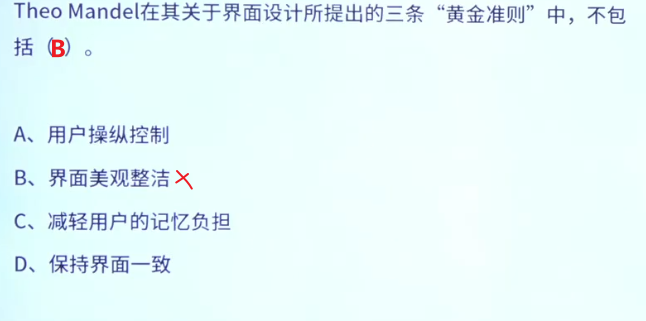 Theo Mandel在其关于界面设计所提出的三条“黄金准则”中，不包
括（B）。
A、用户操纵控制
B、界面美观整洁
C、减轻用户的记忆负担
D、保持界面一致